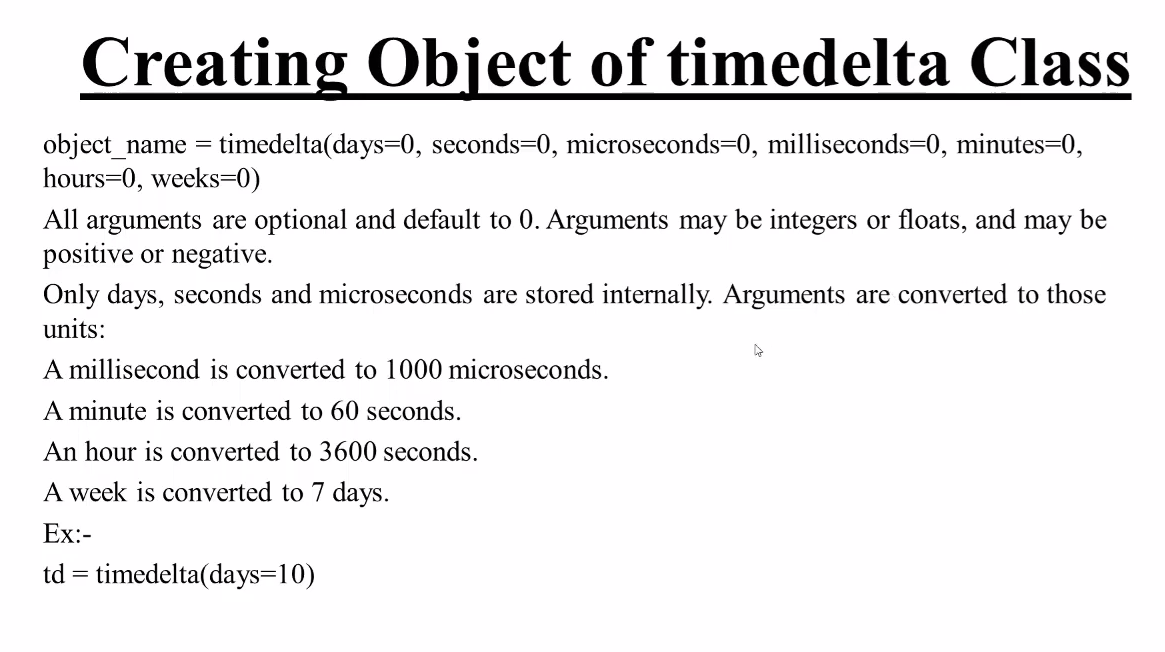 Creating Object of timedelta Class
object_name = timedelta(days=0, seconds=0, microseconds=0, milliseconds=0, minutes=0,
hours=0, weeks=0)
All arguments are optional and default to 0. Arguments may be integers or floats, and may be
positive or negative.
Only days, seconds and microseconds are stored internally. Arguments are converted to those
units:
A millisecond is converted to 1000 microseconds.
A minute is converted to 60 seconds.
An hour is converted to 3600 seconds.
A week is converted to 7 days.
Ex:-
td = timedelta(days=10)